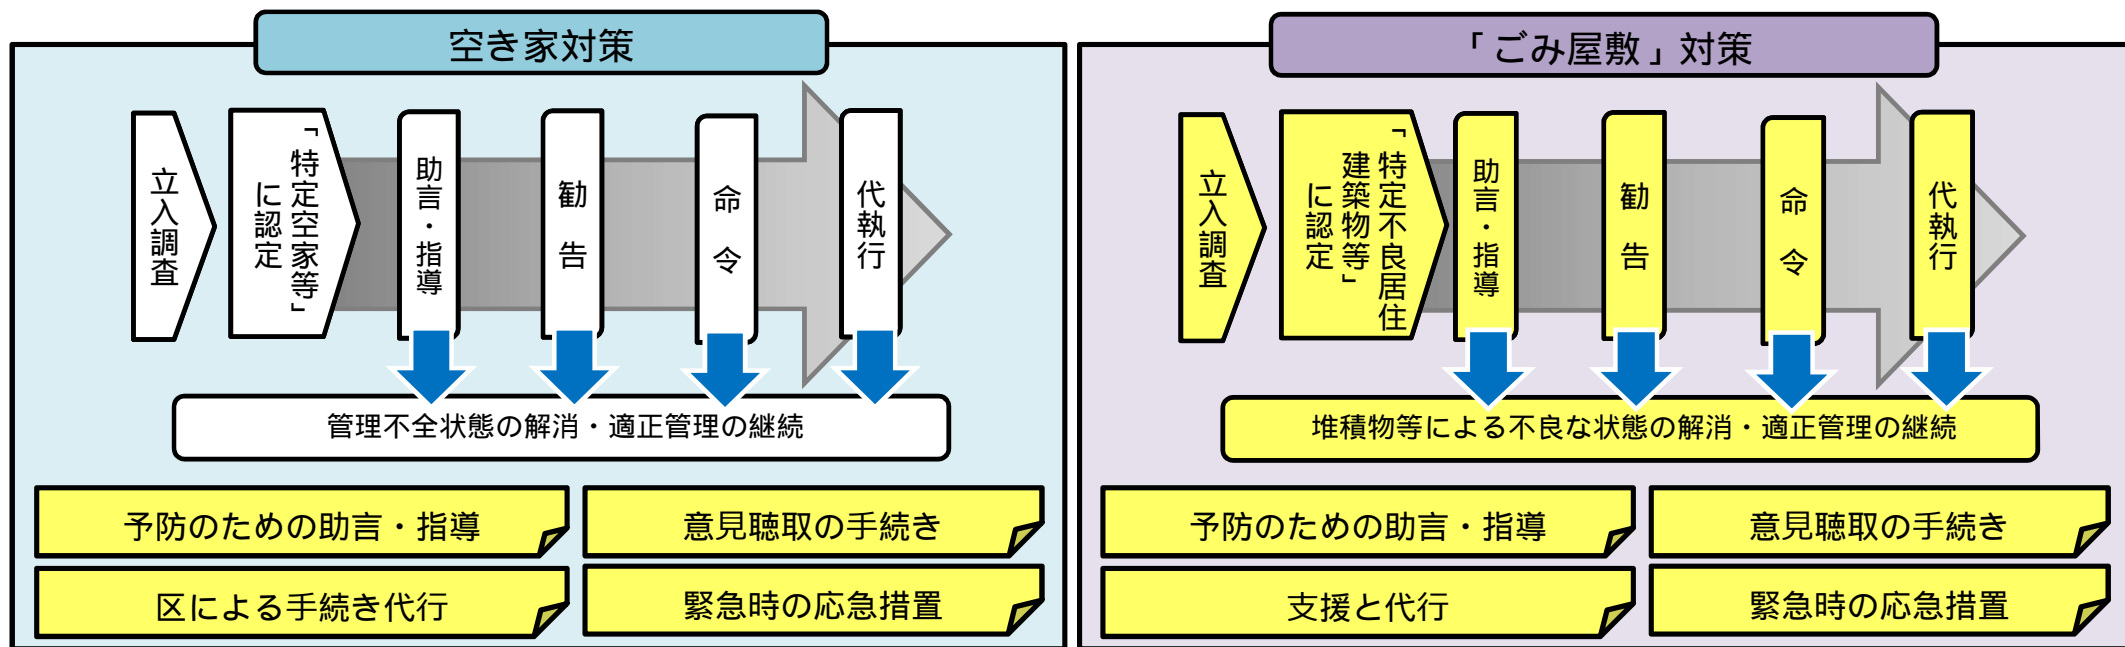 空き家対策
立入調査
「特定空家等」
に認定
助言・指導
勧告
命令
代執行
管理不全状態の解消・適正管理の継続
予防のための助言・指導
意見聴取の手続き
区による手続き代行
緊急時の応急措置
「ごみ屋敷」対策
立入調査
「特定不良居住
建築物等」
に認定
助言・指導
勧告
命令
代執行
堆積物等による不良な状態の解消・適正管理の継続
予防のための助言・指導
意見聴取の手続き
支援と代行
緊急時の応急措置